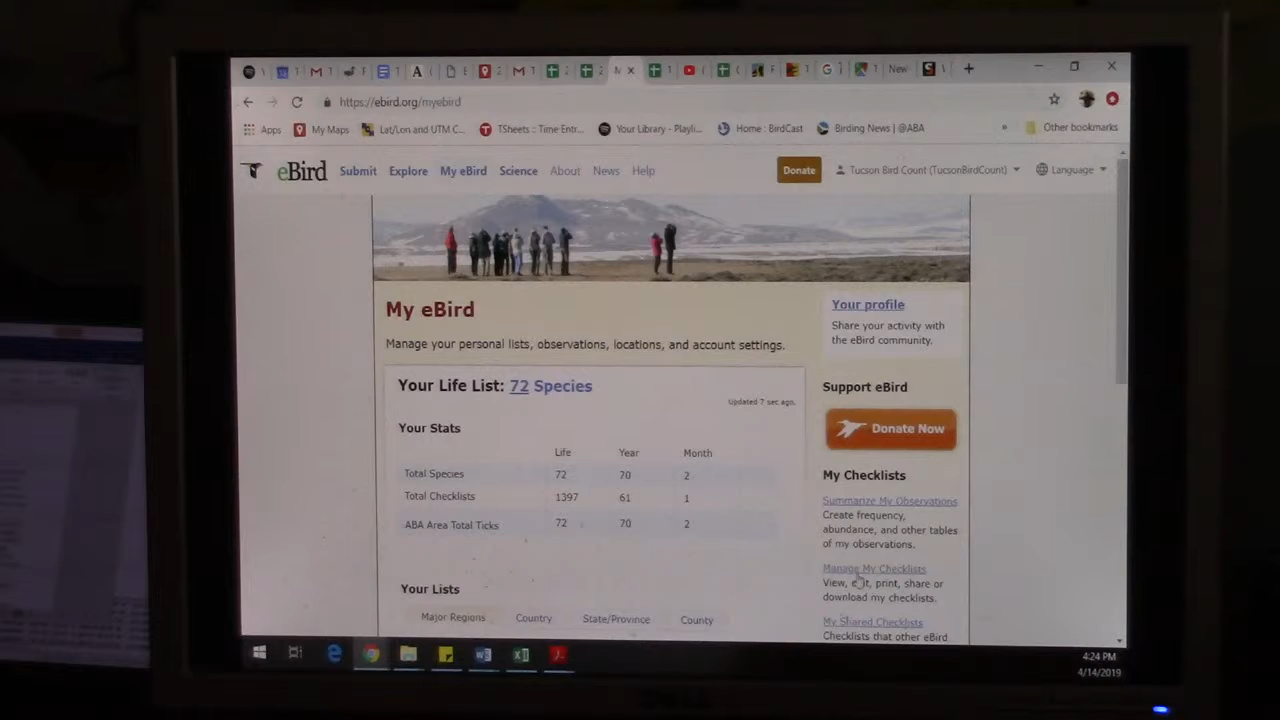 https://ebird.org/myebird
Apps
My Maps
Lat/Lon and UTM C...
TSheets :: Time Entr...
Your Library - Playli...
Home : BirdCast
Birding News | @ABA
»
Other bookmarks
eBird
Submit
Explore
My eBird
Science
About
News
Help
Donate
Tucson Bird Count (TucsonBirdCount)
Language
My eBird
Manage your personal lists, observations, locations, and account settings.
Your Life List: 72 Species
Updated 7 sec ago.
Your Stats
Life Year Month
Total Species 72 70 2
Total Checklists 1397 61 1
ABA Area Total Ticks 72 70 2
Your Lists
Major Regions Country State/Province County
Your profile
Share your activity with
the eBird community.
Support eBird
Donate Now
My Checklists
Summarize My Observations
Create frequency,
abundance, and other tables
of my observations.
Manage My Checklists
View, edit, print, share or
download my checklists.
My Shared Checklists
Checklists that other eBird
4:24 PM
4/14/2019
DELL